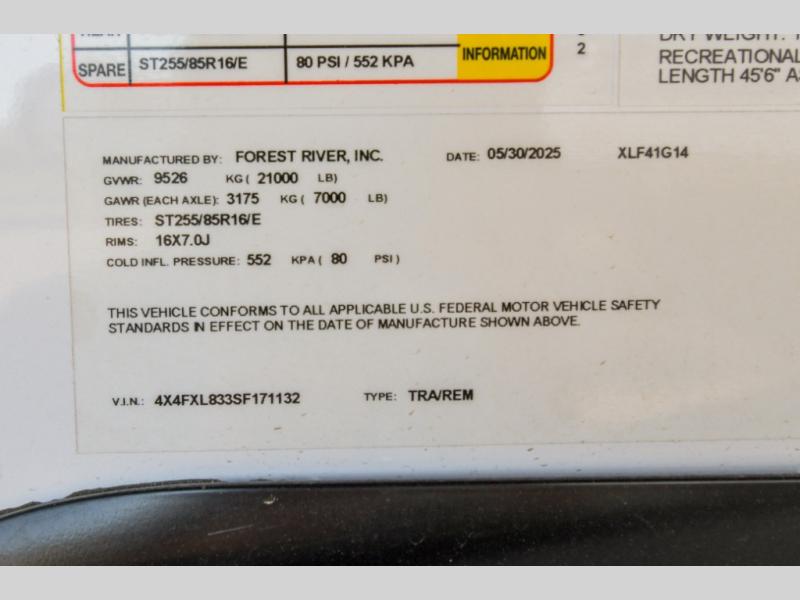 SPARE ST255/85R16/E 80 PSI / 552 KPA INFORMATION
2
RECREATIONAL
LENGTH 45'6"
MANUFACTURED BY: FOREST RIVER, INC. DATE: 05/30/2025 XLF41G14
GVWR: 9526 KG ( 21000 LB)
GAWR (EACH AXLE): 3175 KG ( 7000 LB)
TIRES: ST255/85R16/E
RIMS: 16X7.0J
COLD INFL. PRESSURE: 552 KPA ( 80 PSI )
THIS VEHICLE CONFORMS TO ALL APPLICABLE U.S. FEDERAL MOTOR VEHICLE SAFETY
STANDARDS IN EFFECT ON THE DATE OF MANUFACTURE SHOWN ABOVE.
V.I.N.: 4X4FXL833SF171132 TYPE: TRA/REM